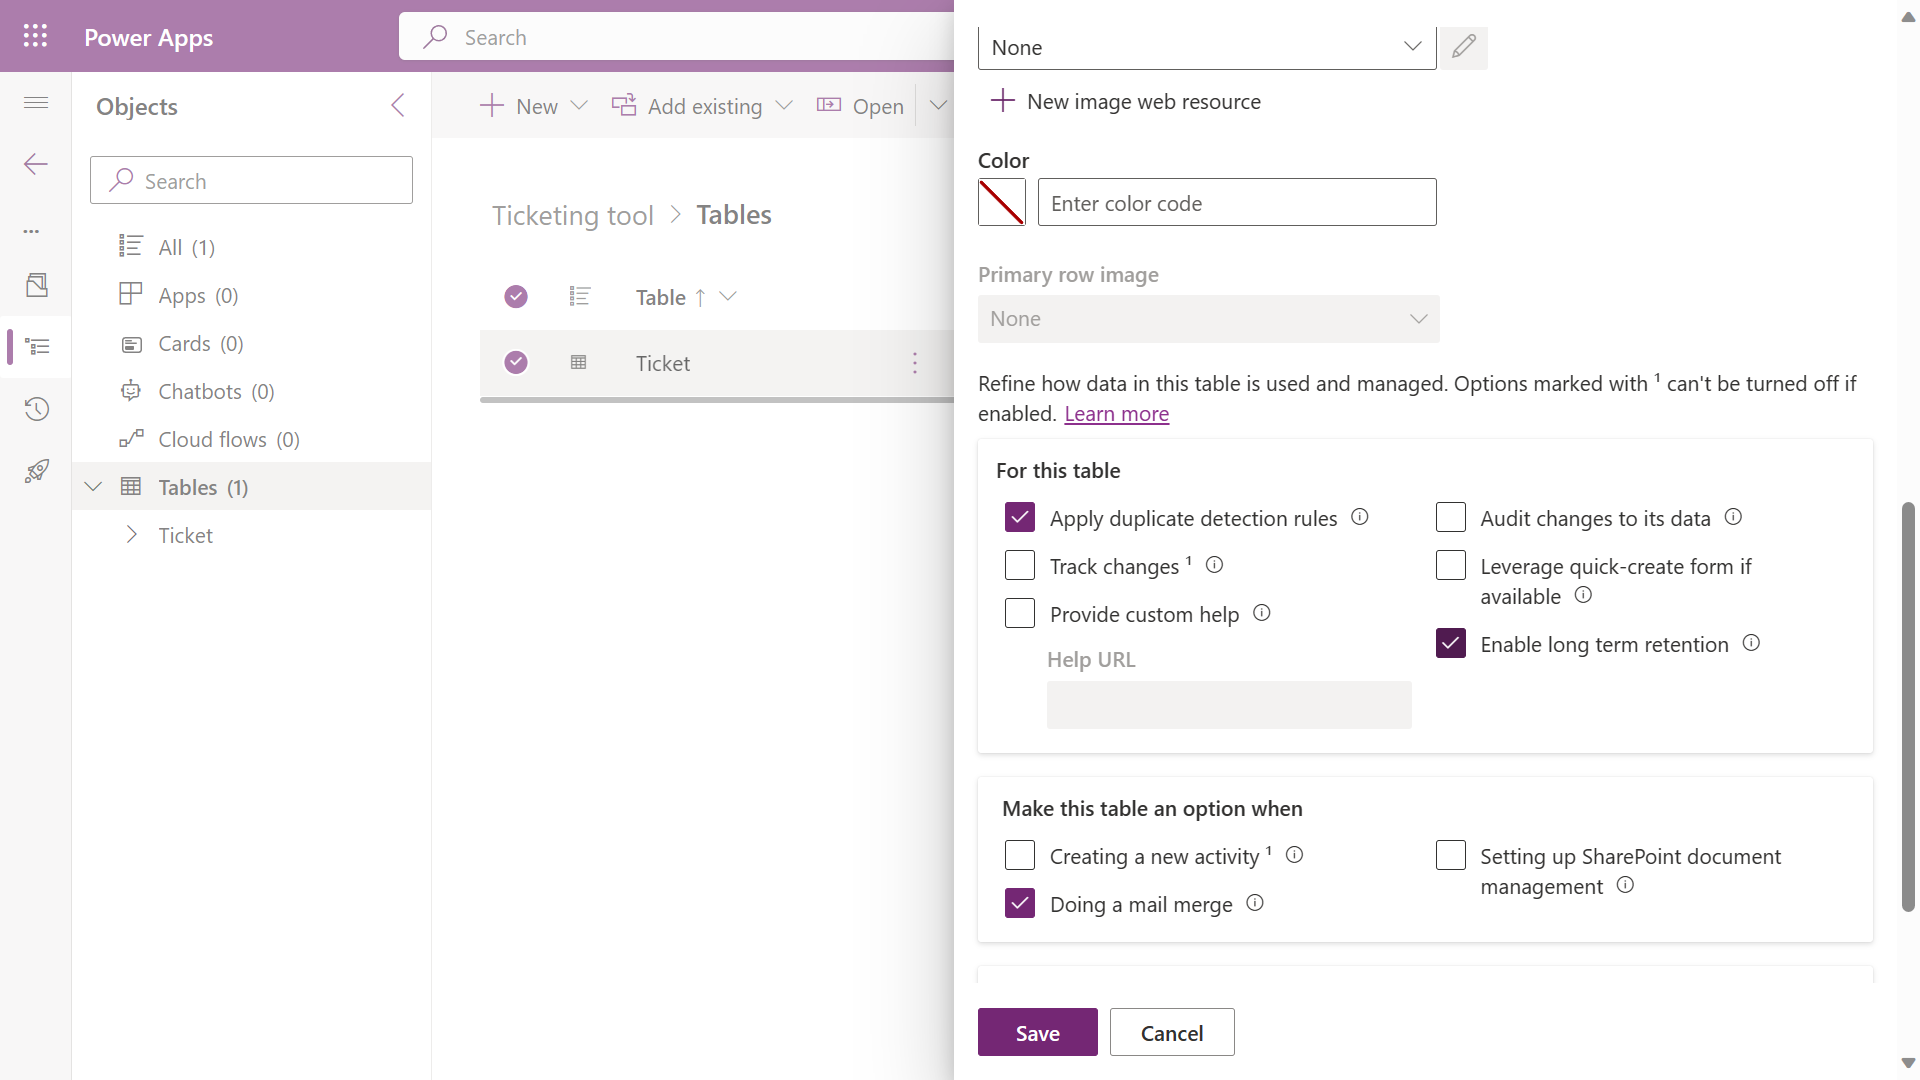 Power Apps
Search
Objects
Search
All (1)
Apps (0)
Cards (0)
Chatbots (0)
Cloud flows (0)
Tables (1)
Ticket
New
Add existing
Open
Ticketing tool > Tables
Table ↑
Ticket
None
New image web resource
Color
Enter color code
Primary row image
None
Refine how data in this table is used and managed. Options marked with ¹ can't be turned off if
enabled. Learn more
For this table
Apply duplicate detection rules
Track changes ¹
Provide custom help
Help URL
Audit changes to its data
Leverage quick-create form if
available
Enable long term retention
Make this table an option when
Creating a new activity ¹
Doing a mail merge
Setting up SharePoint document
management
Save
Cancel